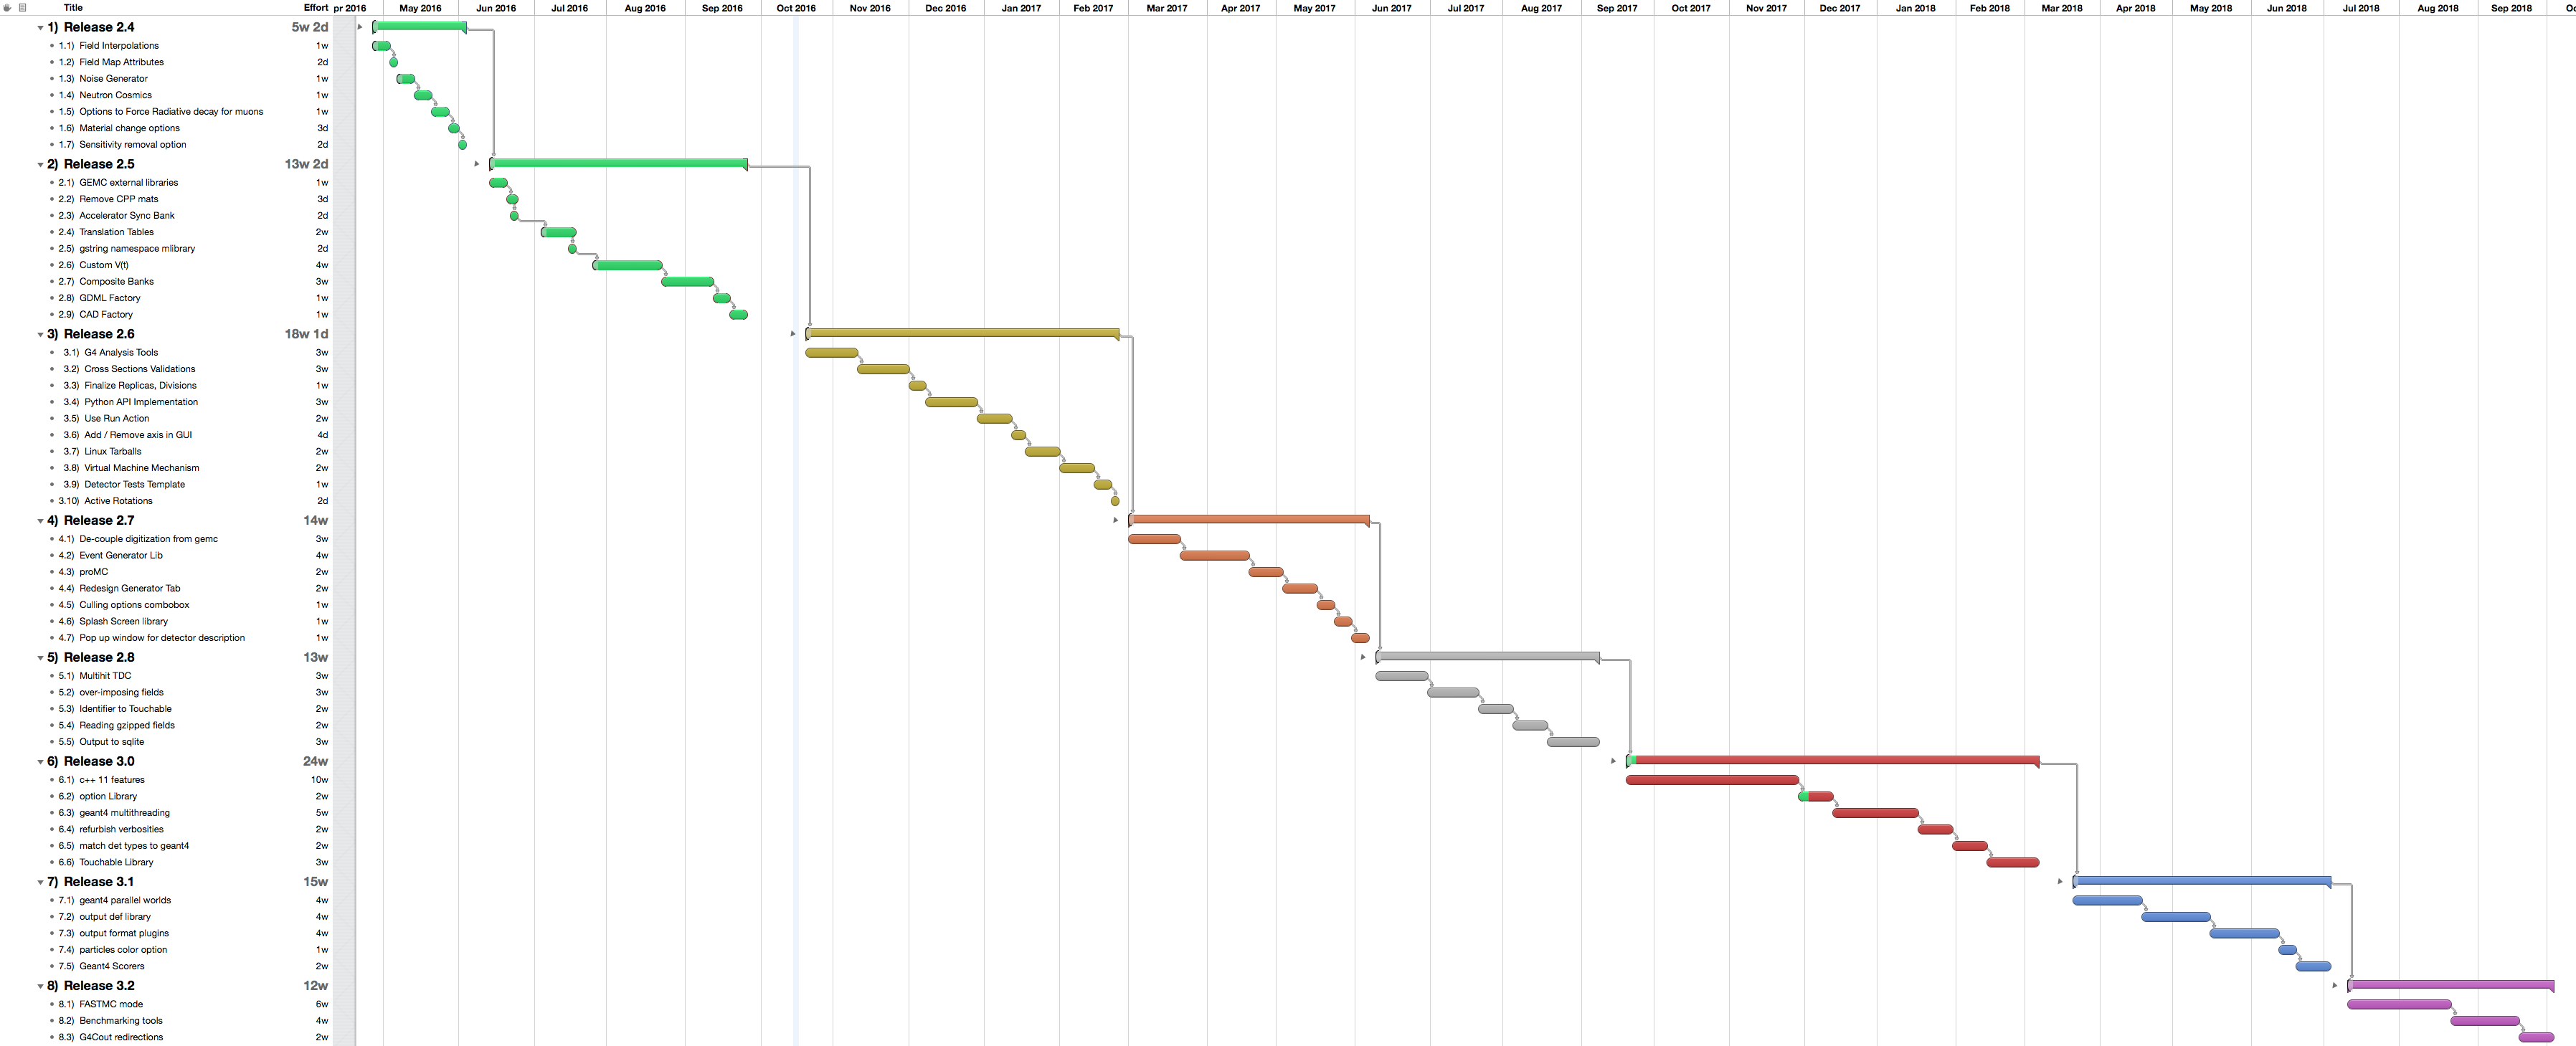 Title Effort pr 2016 May 2016 Jun 2016 Jul 2016 Aug 2016 Sep 2016 Oct 2016 Nov 2016 Dec 2016 Jan 2017 Feb 2017 Mar 2017 Apr 2017 May 2017 Jun 2017 Jul 2017 Aug 2017 Sep 2017 Oct 2017 Nov 2017 Dec 2017 Jan 2018 Feb 2018 Mar 2018 Apr 2018 May 2018 Jun 2018 Jul 2018 Aug 2018 Sep 2018 Oc
1) Release 2.4 5w 2d
1.1) Field Interpolations 1w
1.2) Field Map Attributes 2d
1.3) Noise Generator 1w
1.4) Neutron Cosmics 1w
1.5) Options to Force Radiative decay for muons 1w
1.6) Material change options 3d
1.7) Sensitivity removal option 2d
2) Release 2.5 13w 2d
2.1) GEMC external libraries 1w
2.2) Remove CPP mats 3d
2.3) Accelerator Sync Bank 2d
2.4) Translation Tables 2w
2.5) gstring namespace mlibrary 2d
2.6) Custom V(t) 4w
2.7) Composite Banks 3w
2.8) GDML Factory 1w
2.9) CAD Factory 1w
3) Release 2.6 18w 1d
3.1) G4 Analysis Tools 3w
3.2) Cross Sections Validations 3w
3.3) Finalize Replicas, Divisions 1w
3.4) Python API Implementation 3w
3.5) Use Run Action 2w
3.6) Add / Remove axis in GUI 4d
3.7) Linux Tarballs 2w
3.8) Virtual Machine Mechanism 2w
3.9) Detector Tests Template 1w
3.10) Active Rotations 2d
4) Release 2.7 14w
4.1) De-couple digitization from gemc 3w
4.2) Event Generator Lib 4w
4.3) proMC 2w
4.4) Redesign Generator Tab 2w
4.5) Culling options combobox 1w
4.6) Splash Screen library 1w
4.7) Pop up window for detector description 1w
5) Release 2.8 13w
5.1) Multihit TDC 3w
5.2) over-imposing fields 3w
5.3) Identifier to Touchable 2w
5.4) Reading gzipped fields 2w
5.5) Output to sqlite 3w
6) Release 3.0 24w
6.1) c++ 11 features 10w
6.2) option Library 2w
6.3) geant4 multithreading 5w
6.4) refurbish verbosities 2w
6.5) match det types to geant4 2w
6.6) Touchable Library 3w
7) Release 3.1 15w
7.1) geant4 parallel worlds 4w
7.2) output def library 4w
7.3) output format plugins 4w
7.4) particles color option 1w
7.5) Geant4 Scorers 2w
8) Release 3.2 12w
8.1) FASTMC mode 6w
8.2) Benchmarking tools 4w
8.3) G4Cout redirections 2w